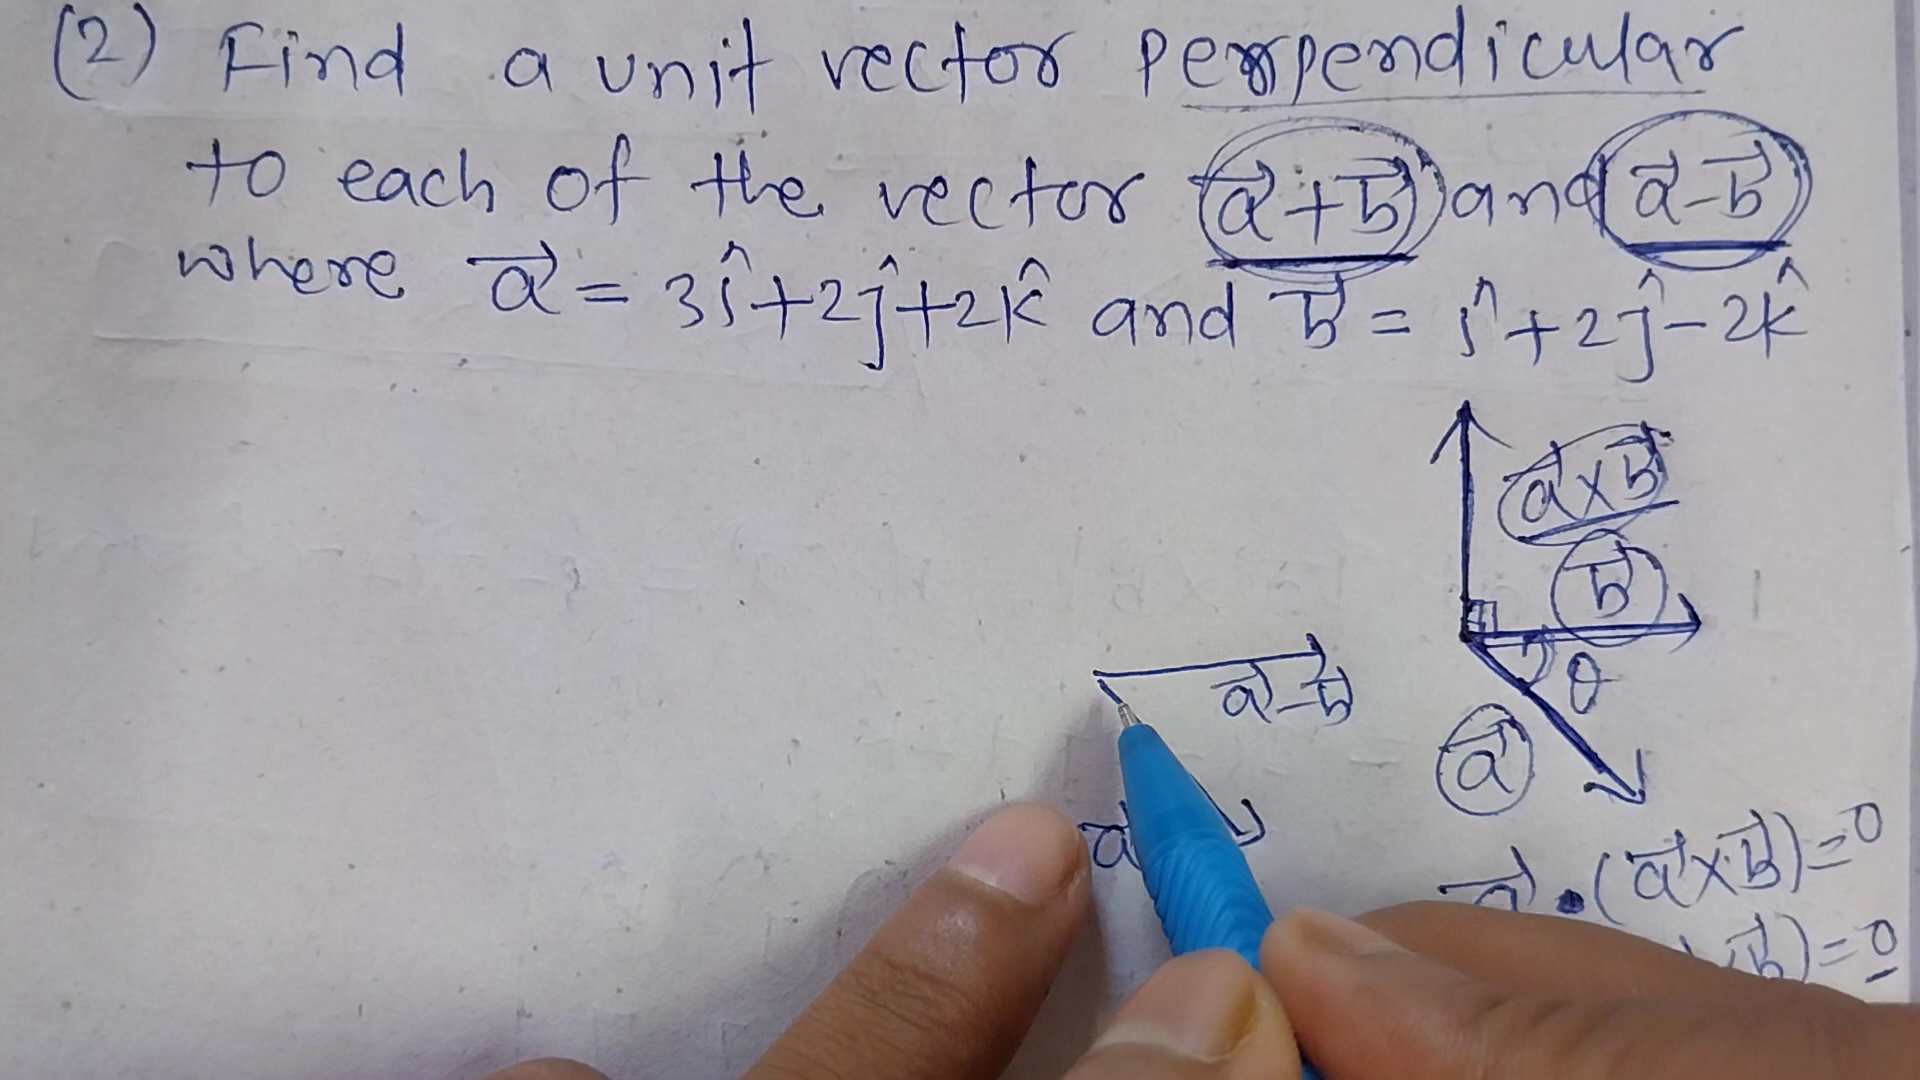 (2) Find a unit vector perpendicular
to each of the vector (a⃗+b⃗) and (a⃗-b⃗)
where a⃗ = 3î+2ĵ+2k̂ and b⃗ = î+2ĵ-2k̂
a⃗×b⃗
b⃗
θ
a⃗-b⃗
a⃗
a⃗
a⃗•(a⃗×b⃗)=0
b⃗)=0